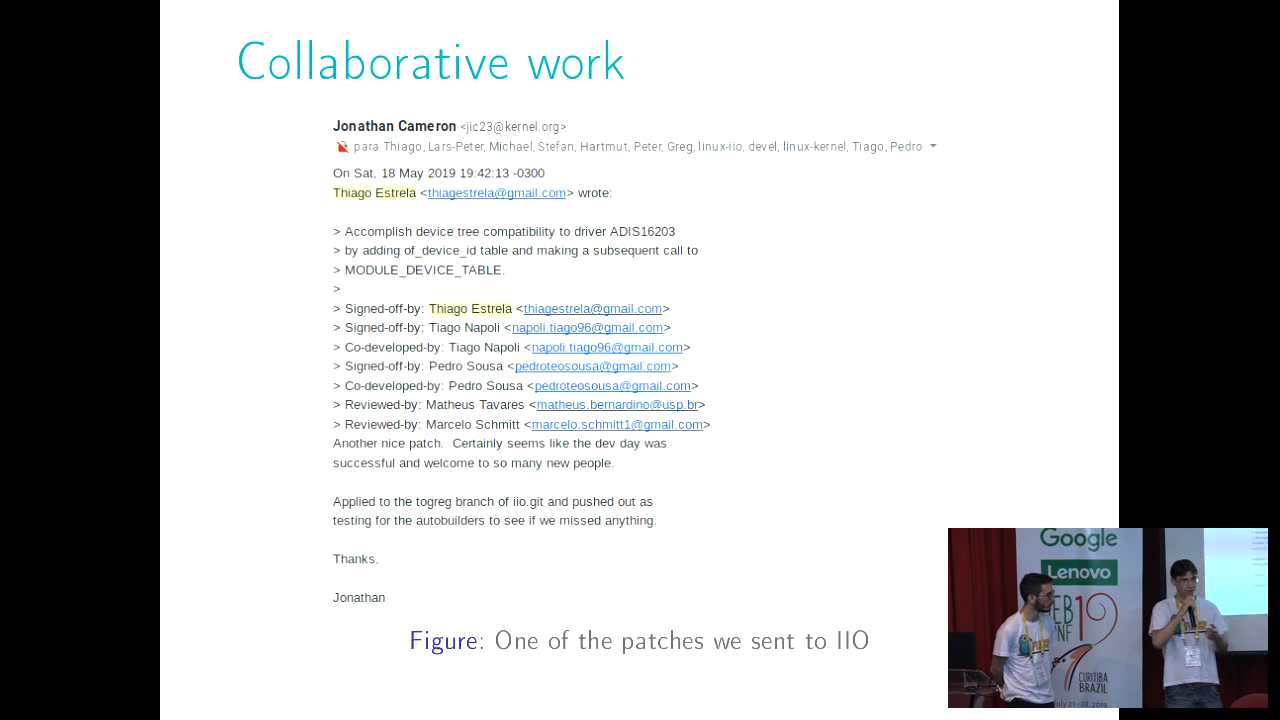 Collaborative work
Jonathan Cameron <jic23@kernel.org>
para Thiago, Lars-Peter, Michael, Stefan, Hartmut, Peter, Greg, linux-iio, devel, linux-kernel, Tiago, Pedro
On Sat, 18 May 2019 19:42:13 -0300
Thiago Estrela <thiagestrela@gmail.com> wrote:
> Accomplish device tree compatibility to driver ADIS16203
> by adding of_device_id table and making a subsequent call to
> MODULE_DEVICE_TABLE.
>
> Signed-off-by: Thiago Estrela <thiagestrela@gmail.com>
> Signed-off-by: Tiago Napoli <napoli.tiago96@gmail.com>
> Co-developed-by: Tiago Napoli <napoli.tiago96@gmail.com>
> Signed-off-by: Pedro Sousa <pedroteosousa@gmail.com>
> Co-developed-by: Pedro Sousa <pedroteosousa@gmail.com>
> Reviewed-by: Matheus Tavares <matheus.bernardino@usp.br>
> Reviewed-by: Marcelo Schmitt <marcelo.schmitt1@gmail.com>
Another nice patch.  Certainly seems like the dev day was
successful and welcome to so many new people.
Applied to the togreg branch of iio.git and pushed out as
testing for the autobuilders to see if we missed anything.
Thanks,
Jonathan
Figure: One of the patches we sent to IIO
Google
Lenovo
EB 19
NF
CURITIBA
BRAZIL
July 21 - 28, 2019